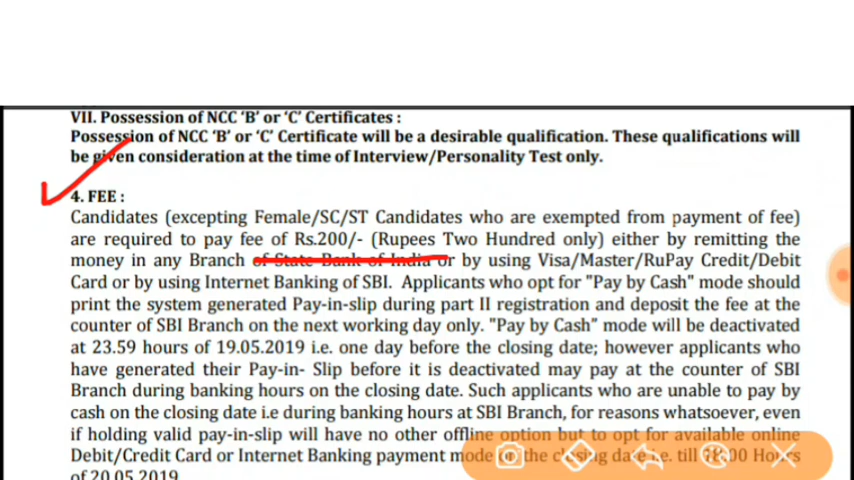 VII. Possession of NCC 'B' or 'C' Certificates :
Possession of NCC 'B' or 'C' Certificate will be a desirable qualification. These qualifications will
be given consideration at the time of Interview/Personality Test only.
4. FEE :
Candidates (excepting Female/SC/ST Candidates who are exempted from payment of fee)
are required to pay fee of Rs.200/- (Rupees Two Hundred only) either by remitting the
money in any Branch of State Bank of India or by using Visa/Master/RuPay Credit/Debit
Card or by using Internet Banking of SBI. Applicants who opt for "Pay by Cash" mode should
print the system generated Pay-in-slip during part II registration and deposit the fee at the
counter of SBI Branch on the next working day only. "Pay by Cash" mode will be deactivated
at 23.59 hours of 19.05.2019 i.e. one day before the closing date; however applicants who
have generated their Pay-in- Slip before it is deactivated may pay at the counter of SBI
Branch during banking hours on the closing date. Such applicants who are unable to pay by
cash on the closing date i.e during banking hours at SBI Branch, for reasons whatsoever, even
if holding valid pay-in-slip will have no other offline option but to opt for available online
Debit/Credit Card or Internet Banking payment mode on the closing date i.e. till 18.00 Hours
of 20.05.2019